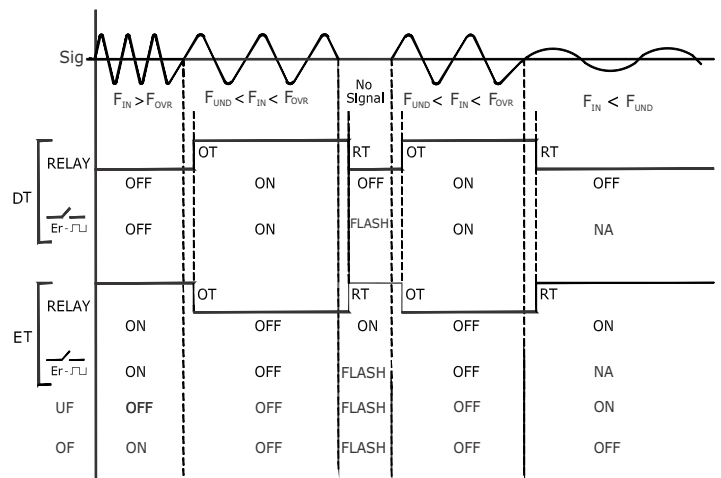 Sig
F_IN > F_OVR F_UND < F_IN < F_OVR No Signal F_UND < F_IN < F_OVR F_IN < F_UND
OT RT OT RT
RELAY
OFF ON OFF ON OFF
DT
Er-⎍ OFF ON FLASH ON NA
OT RT OT RT
RELAY
ON OFF ON OFF ON
ET
Er-⎍ ON OFF FLASH OFF NA
UF OFF OFF FLASH OFF ON
OF ON OFF FLASH OFF OFF